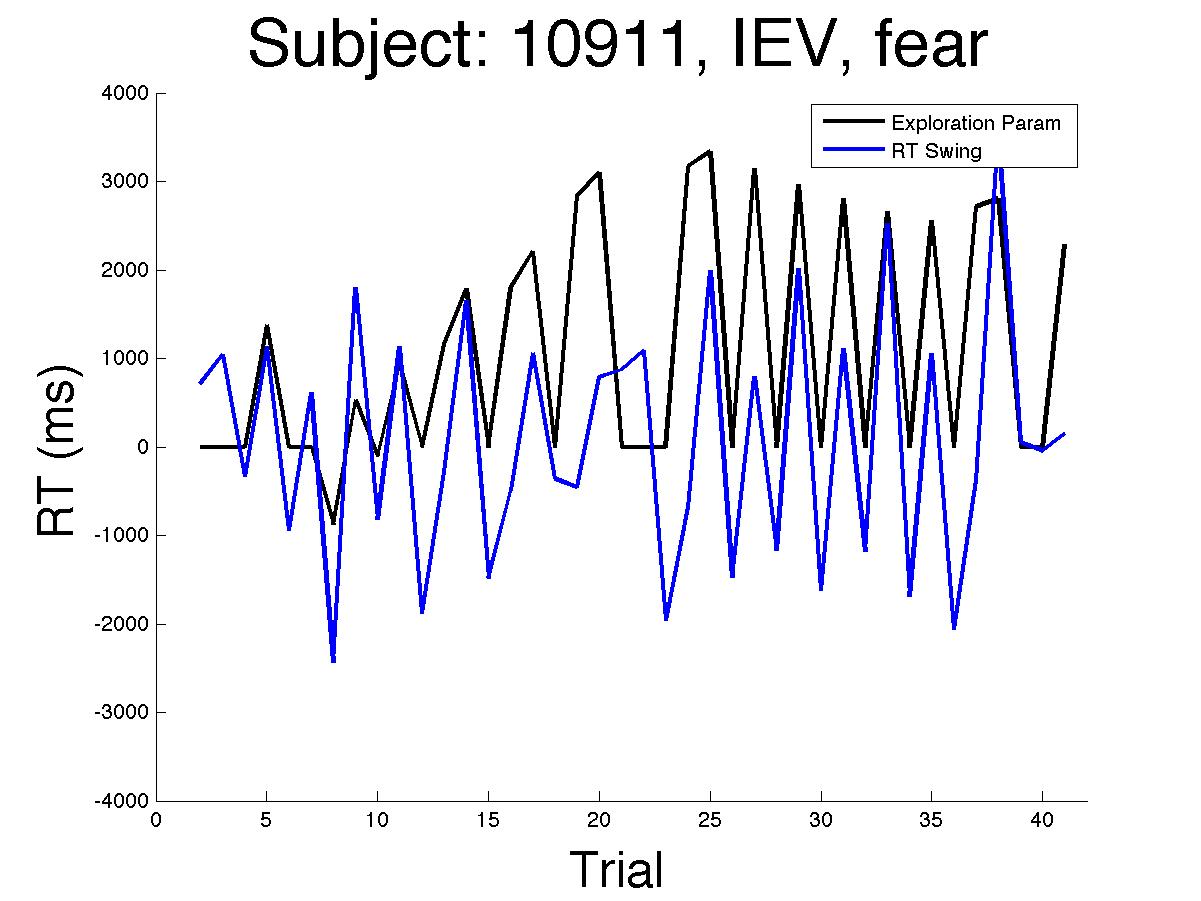 Subject: 10911, IEV, fear
4000
3000
2000
1000
0
-1000
-2000
-3000
-4000
RT (ms)
Exploration Param
RT Swing
0 5 10 15 20 25 30 35 40
Trial